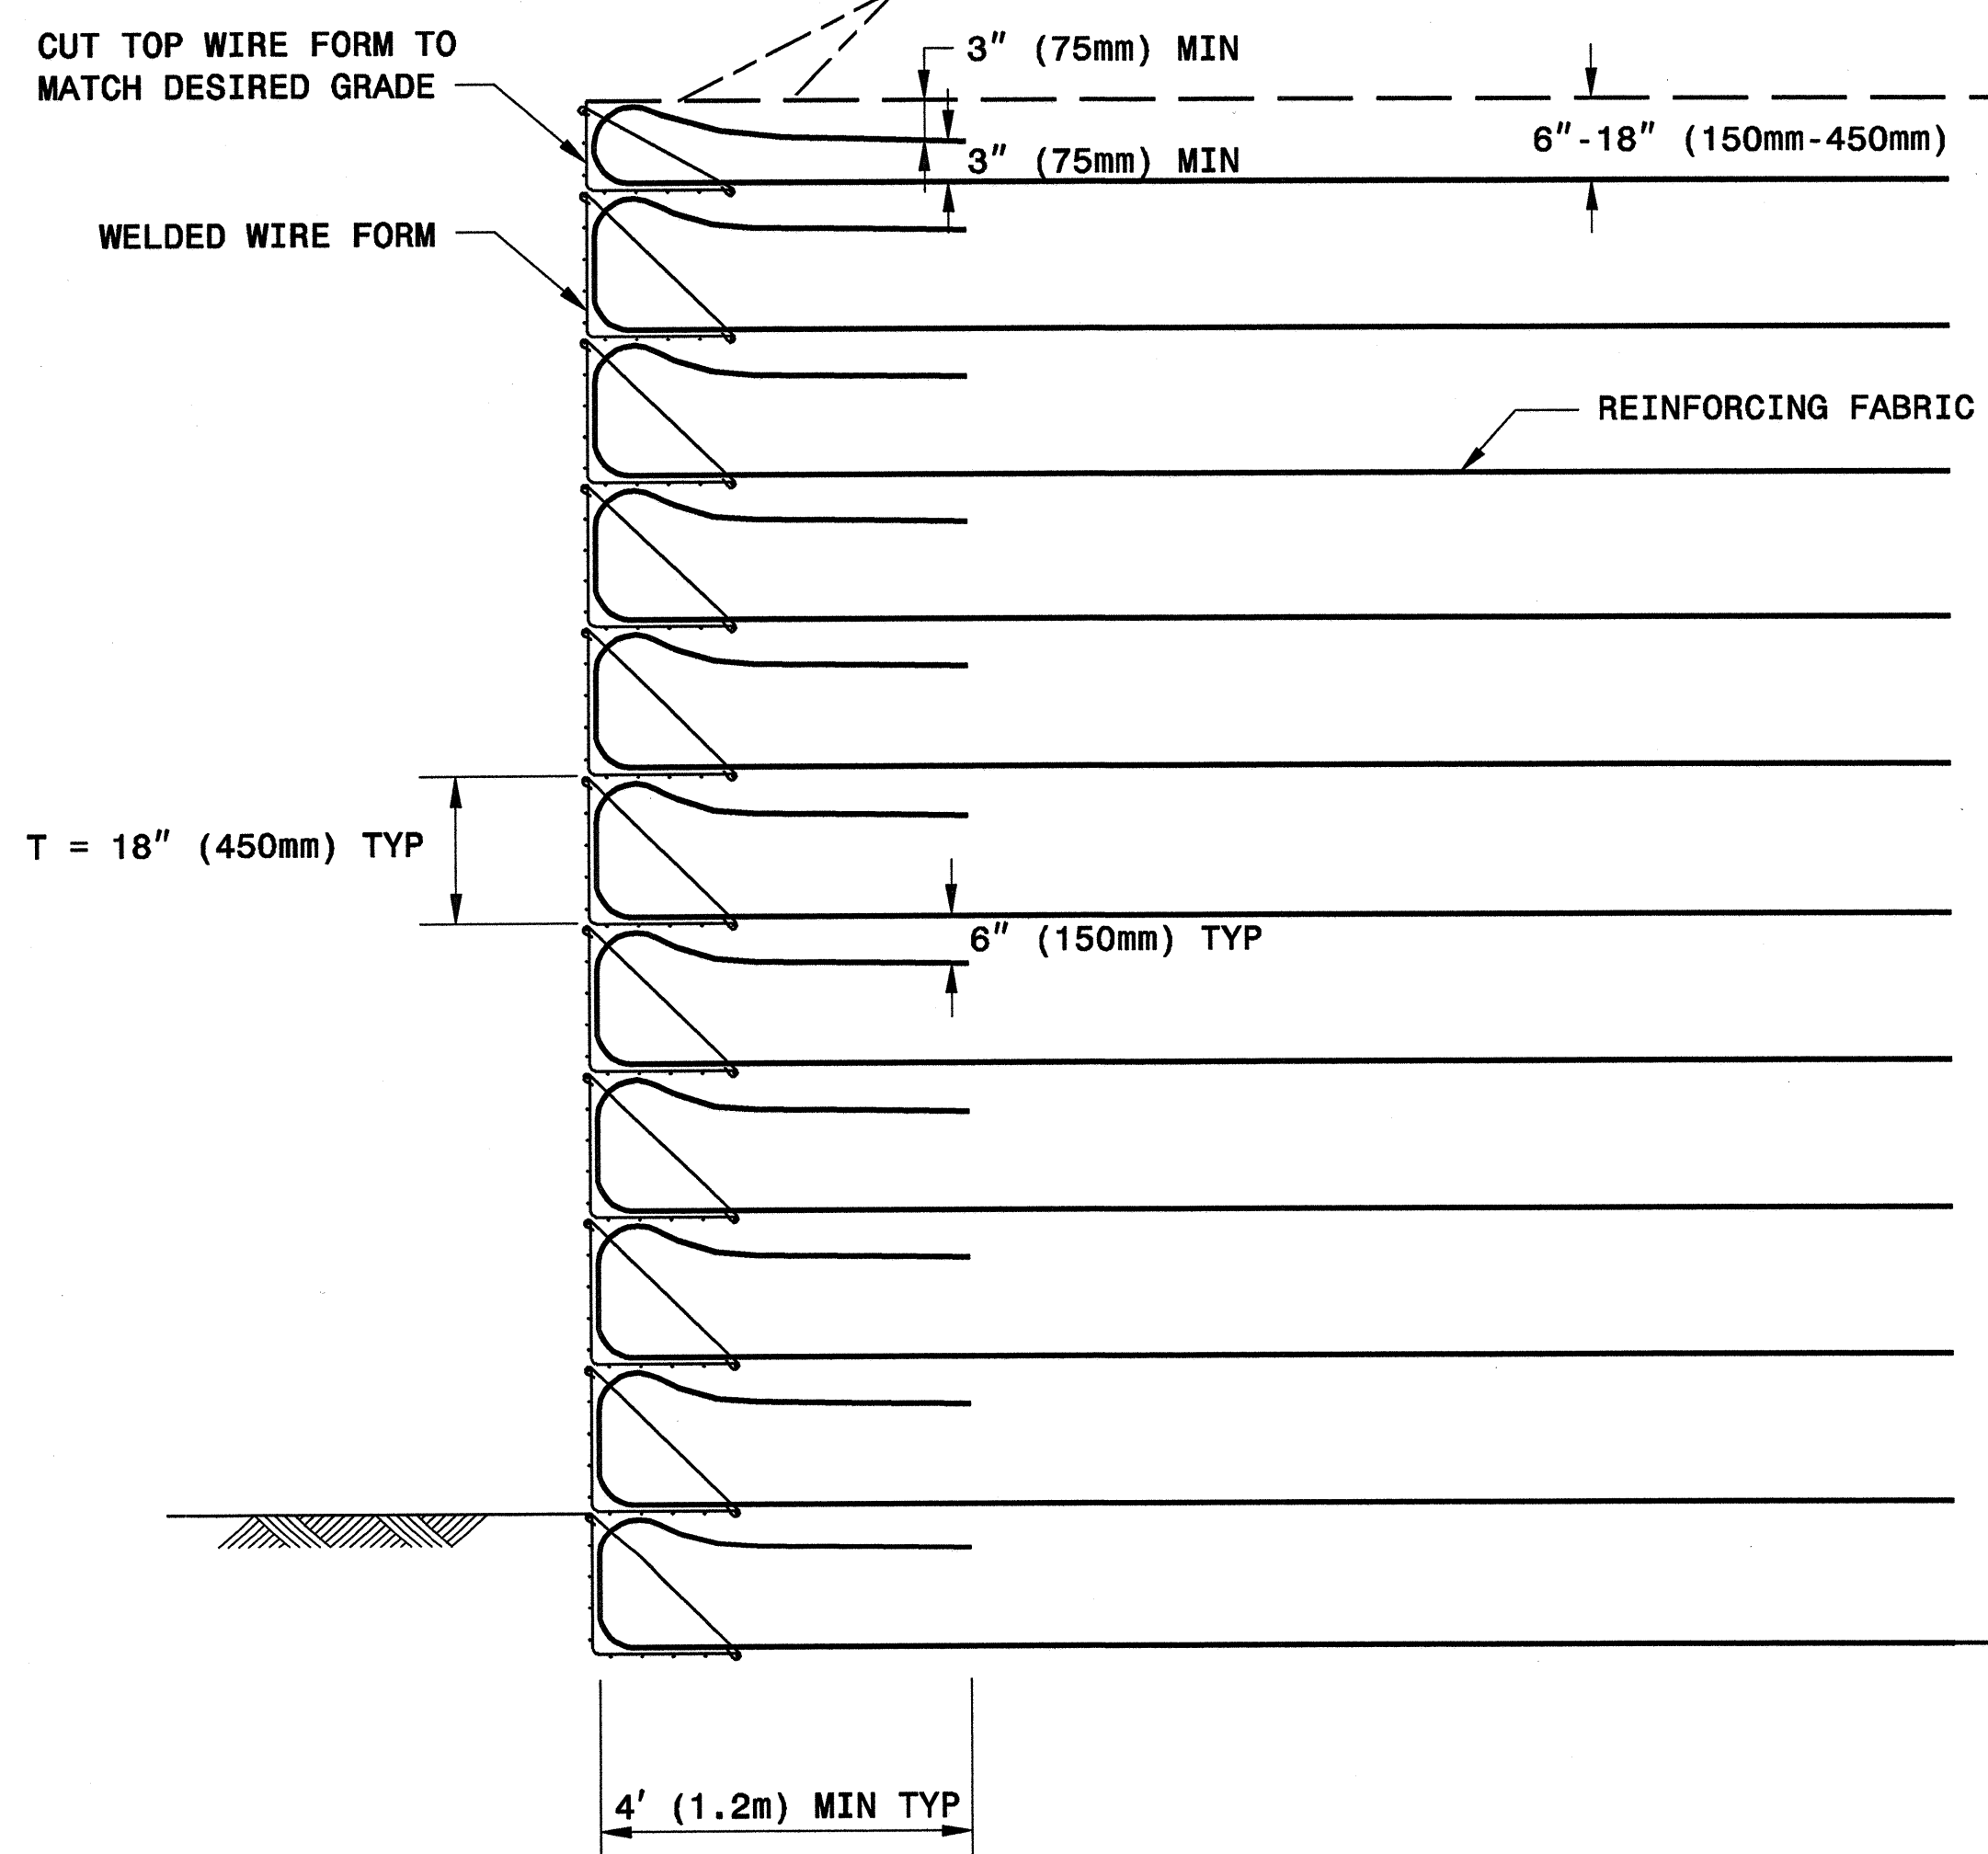 CUT TOP WIRE FORM TO
MATCH DESIRED GRADE
3" (75mm) MIN
6"-18" (150mm-450mm)
3" (75mm) MIN
WELDED WIRE FORM
REINFORCING FABRIC
T = 18" (450mm) TYP
6" (150mm) TYP
4' (1.2m) MIN TYP